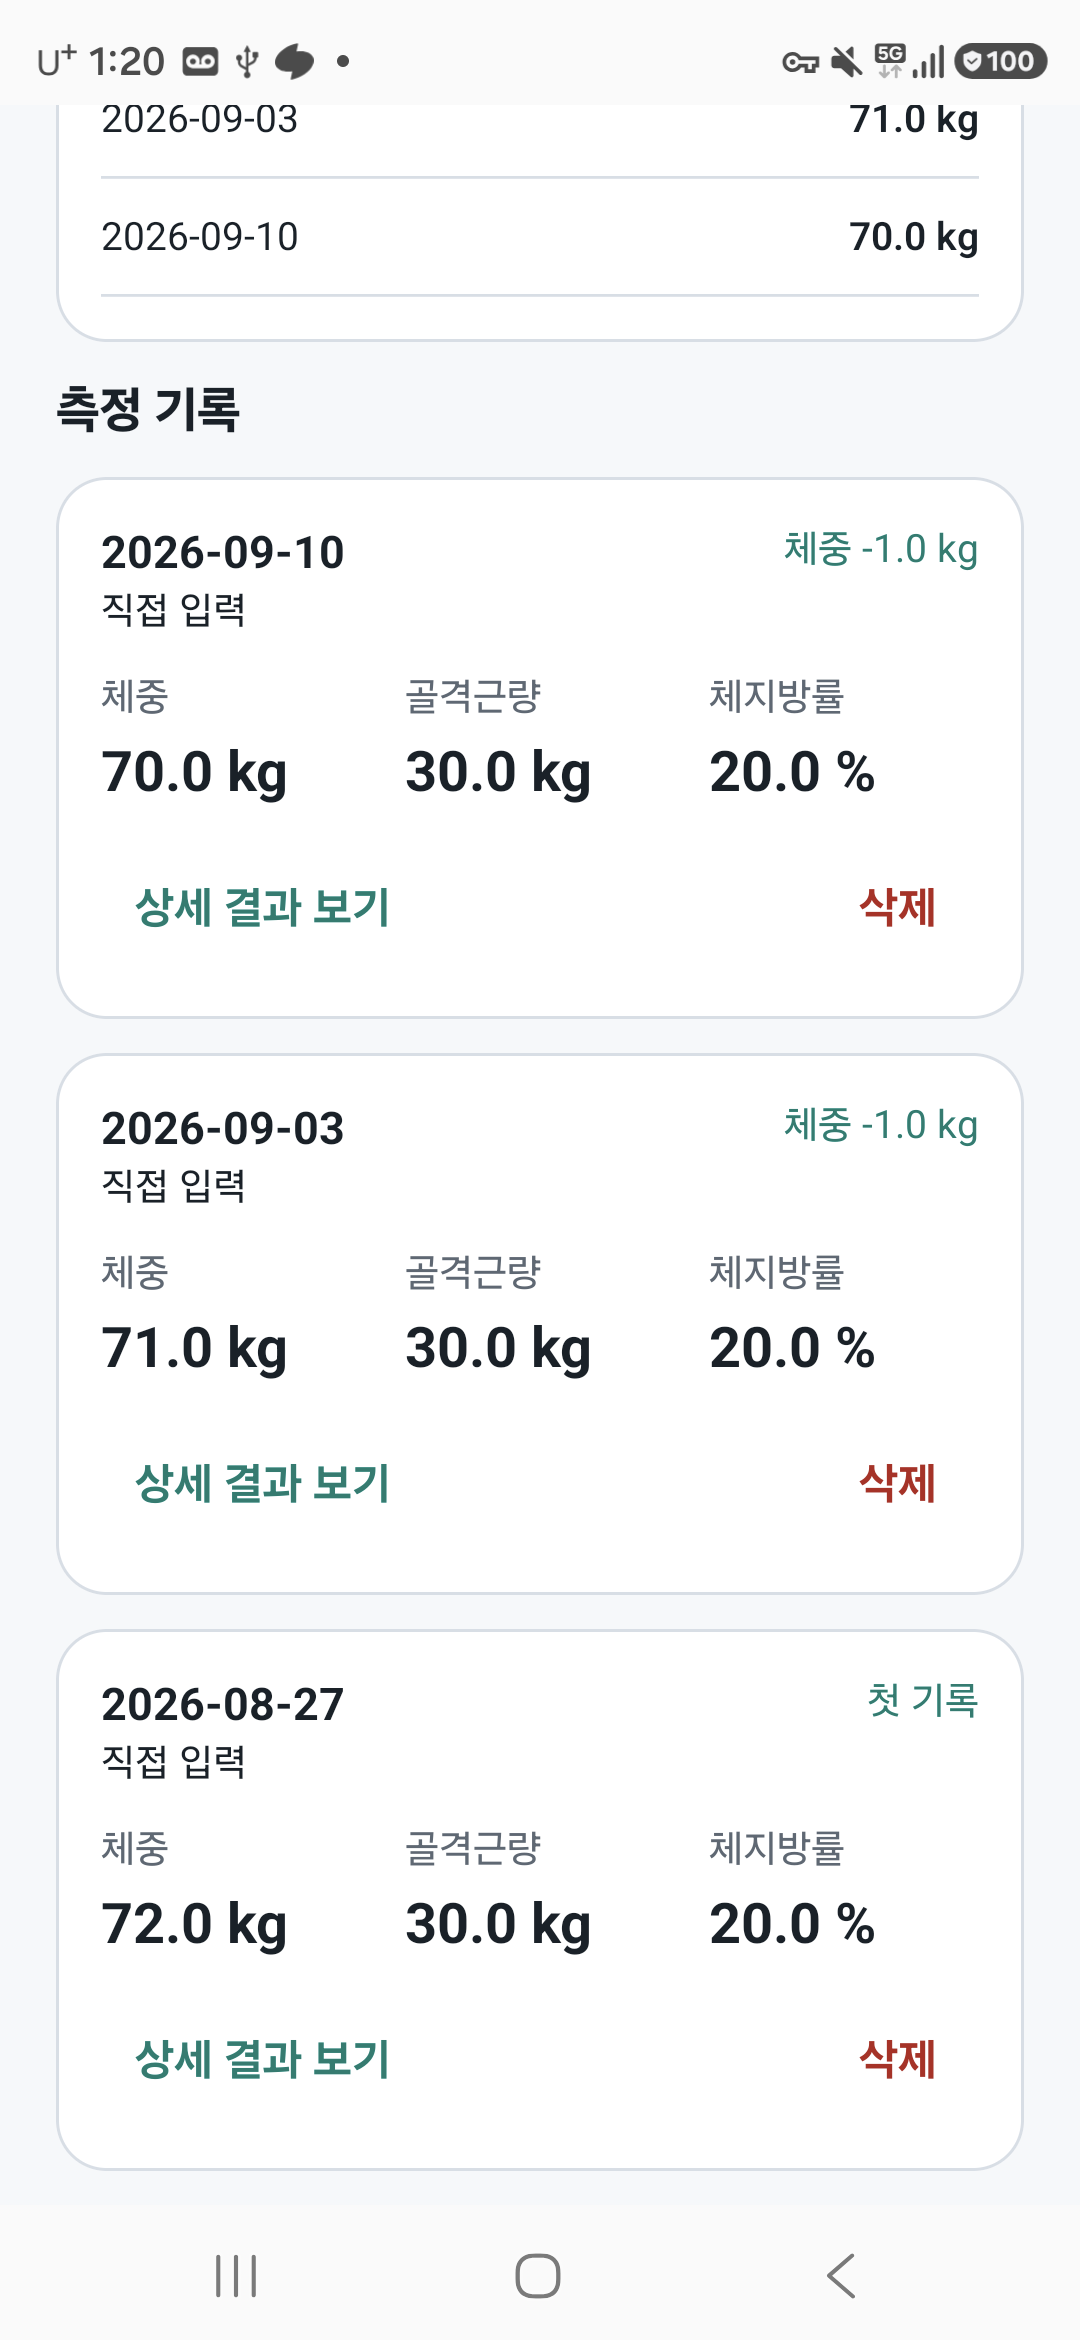 U+ 1:20 5G 100
2026-09-03 71.0 kg
2026-09-10 70.0 kg
측정 기록
2026-09-10 체중 -1.0 kg
직접 입력
체중 골격근량 체지방률
70.0 kg 30.0 kg 20.0 %
상세 결과 보기 삭제
2026-09-03 체중 -1.0 kg
직접 입력
체중 골격근량 체지방률
71.0 kg 30.0 kg 20.0 %
상세 결과 보기 삭제
2026-08-27 첫 기록
직접 입력
체중 골격근량 체지방률
72.0 kg 30.0 kg 20.0 %
상세 결과 보기 삭제